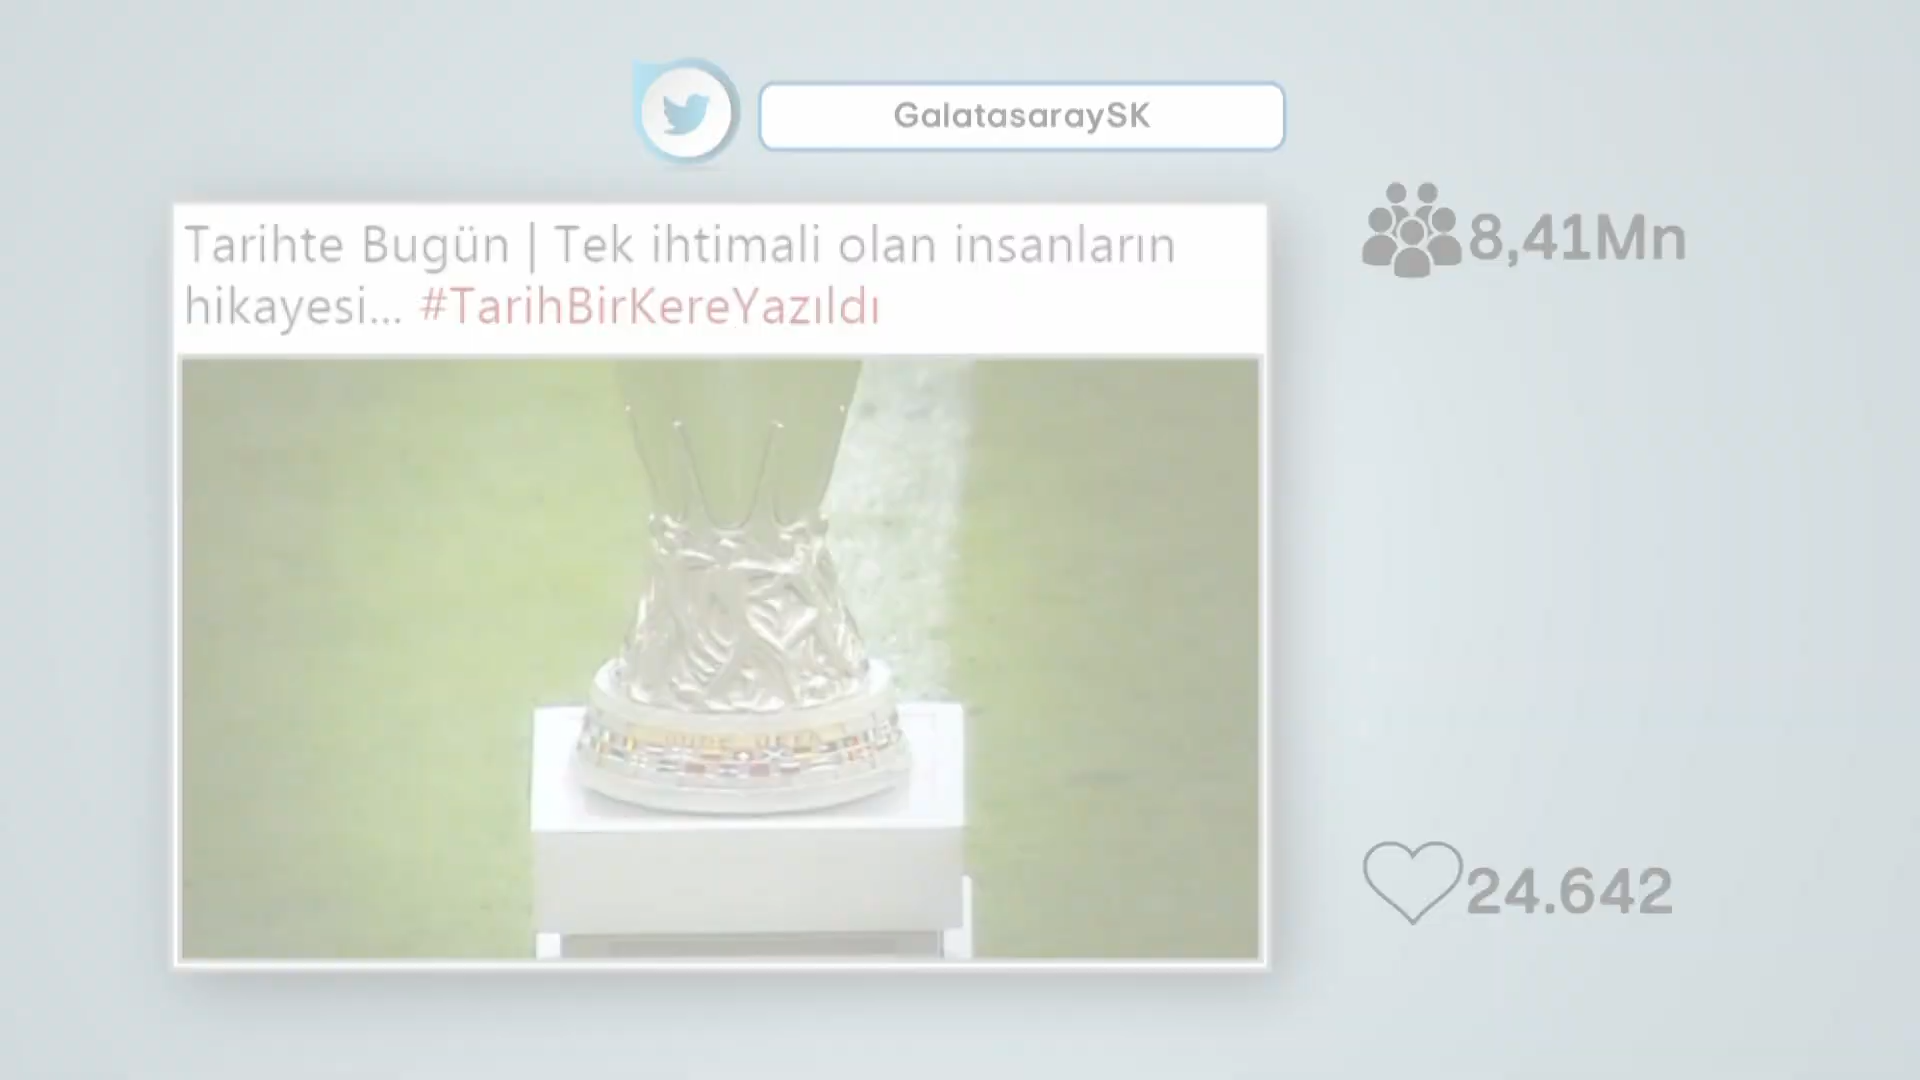 GalatasaraySK
Tarihte Bugün | Tek ihtimali olan insanların
hikayesi... #TarihBirKereYazıldı
8,41Mn
24.642